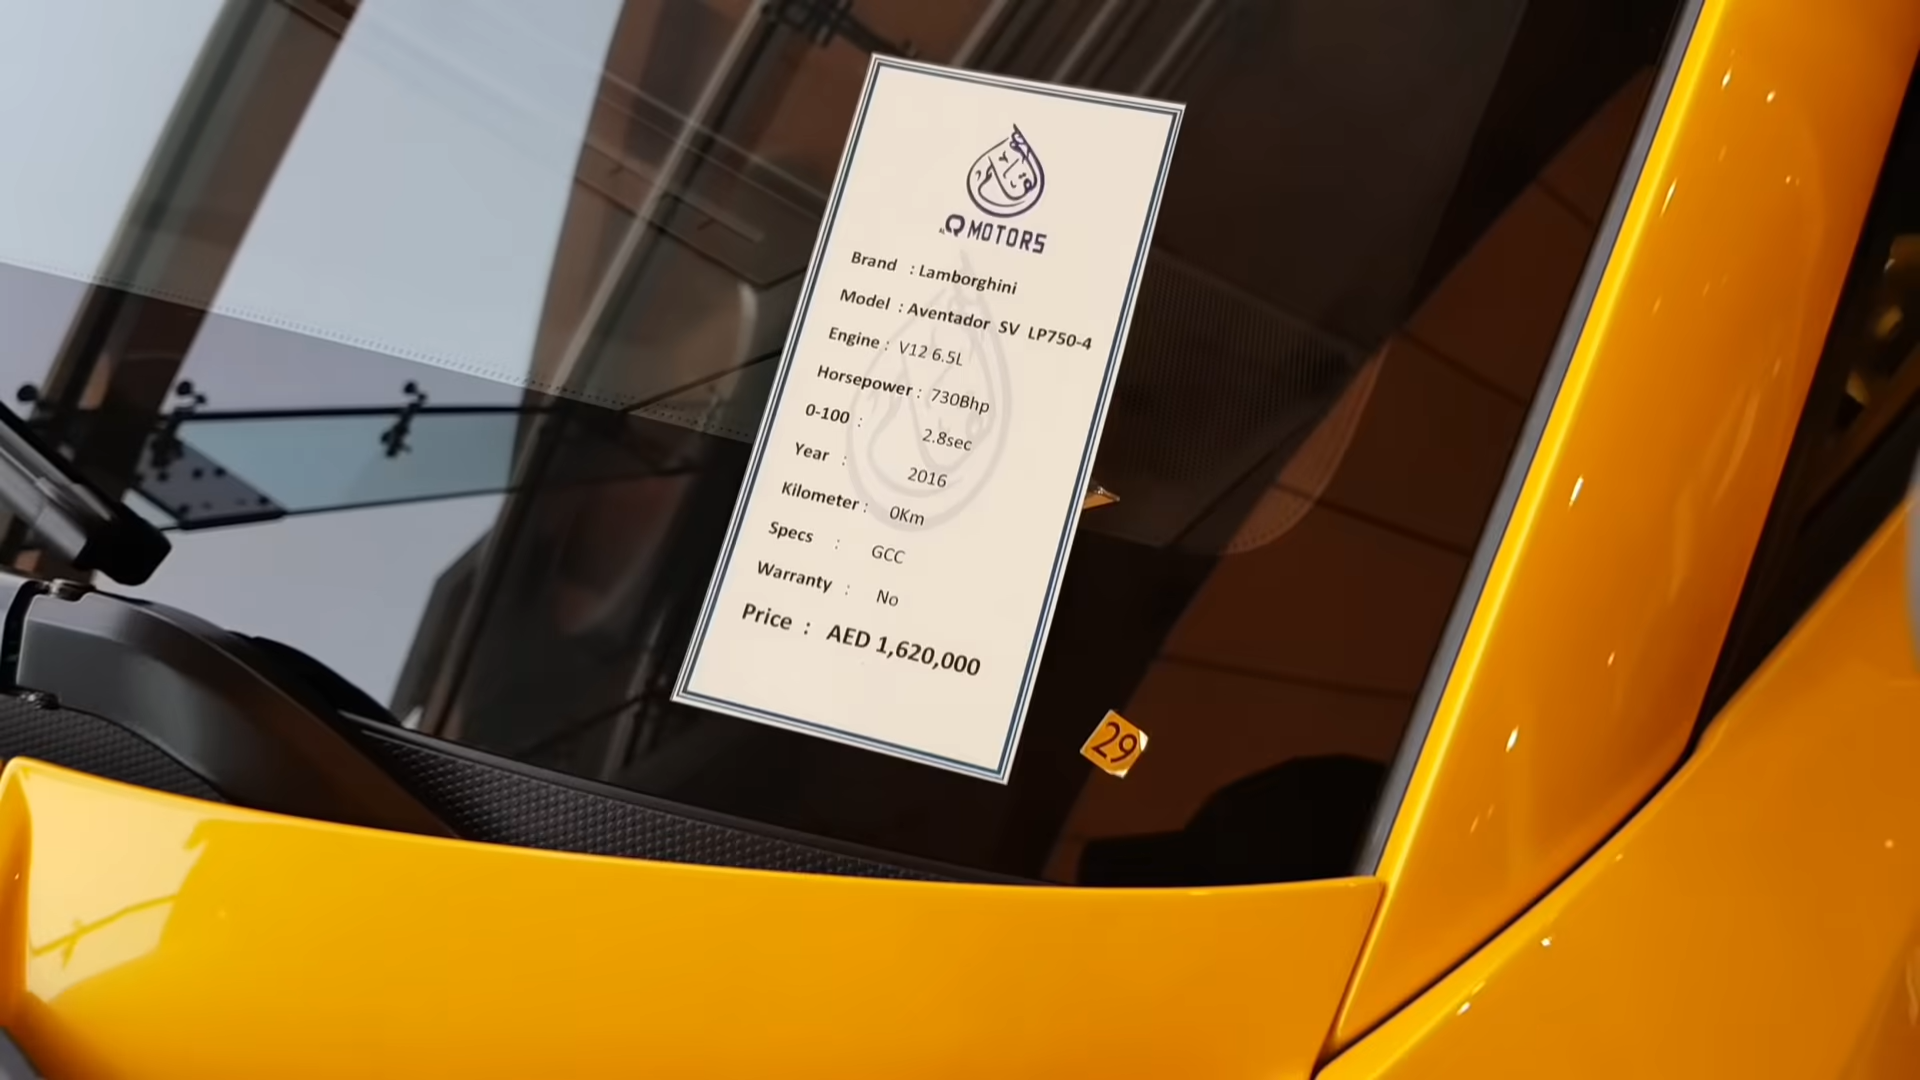 AL Q MOTORS
Brand : Lamborghini
Model : Aventador SV LP750-4
Engine : V12 6.5L
Horsepower : 730Bhp
0-100 : 2.8sec
Year : 2016
Kilometer : 0Km
Specs : GCC
Warranty : No
Price : AED 1,620,000
29